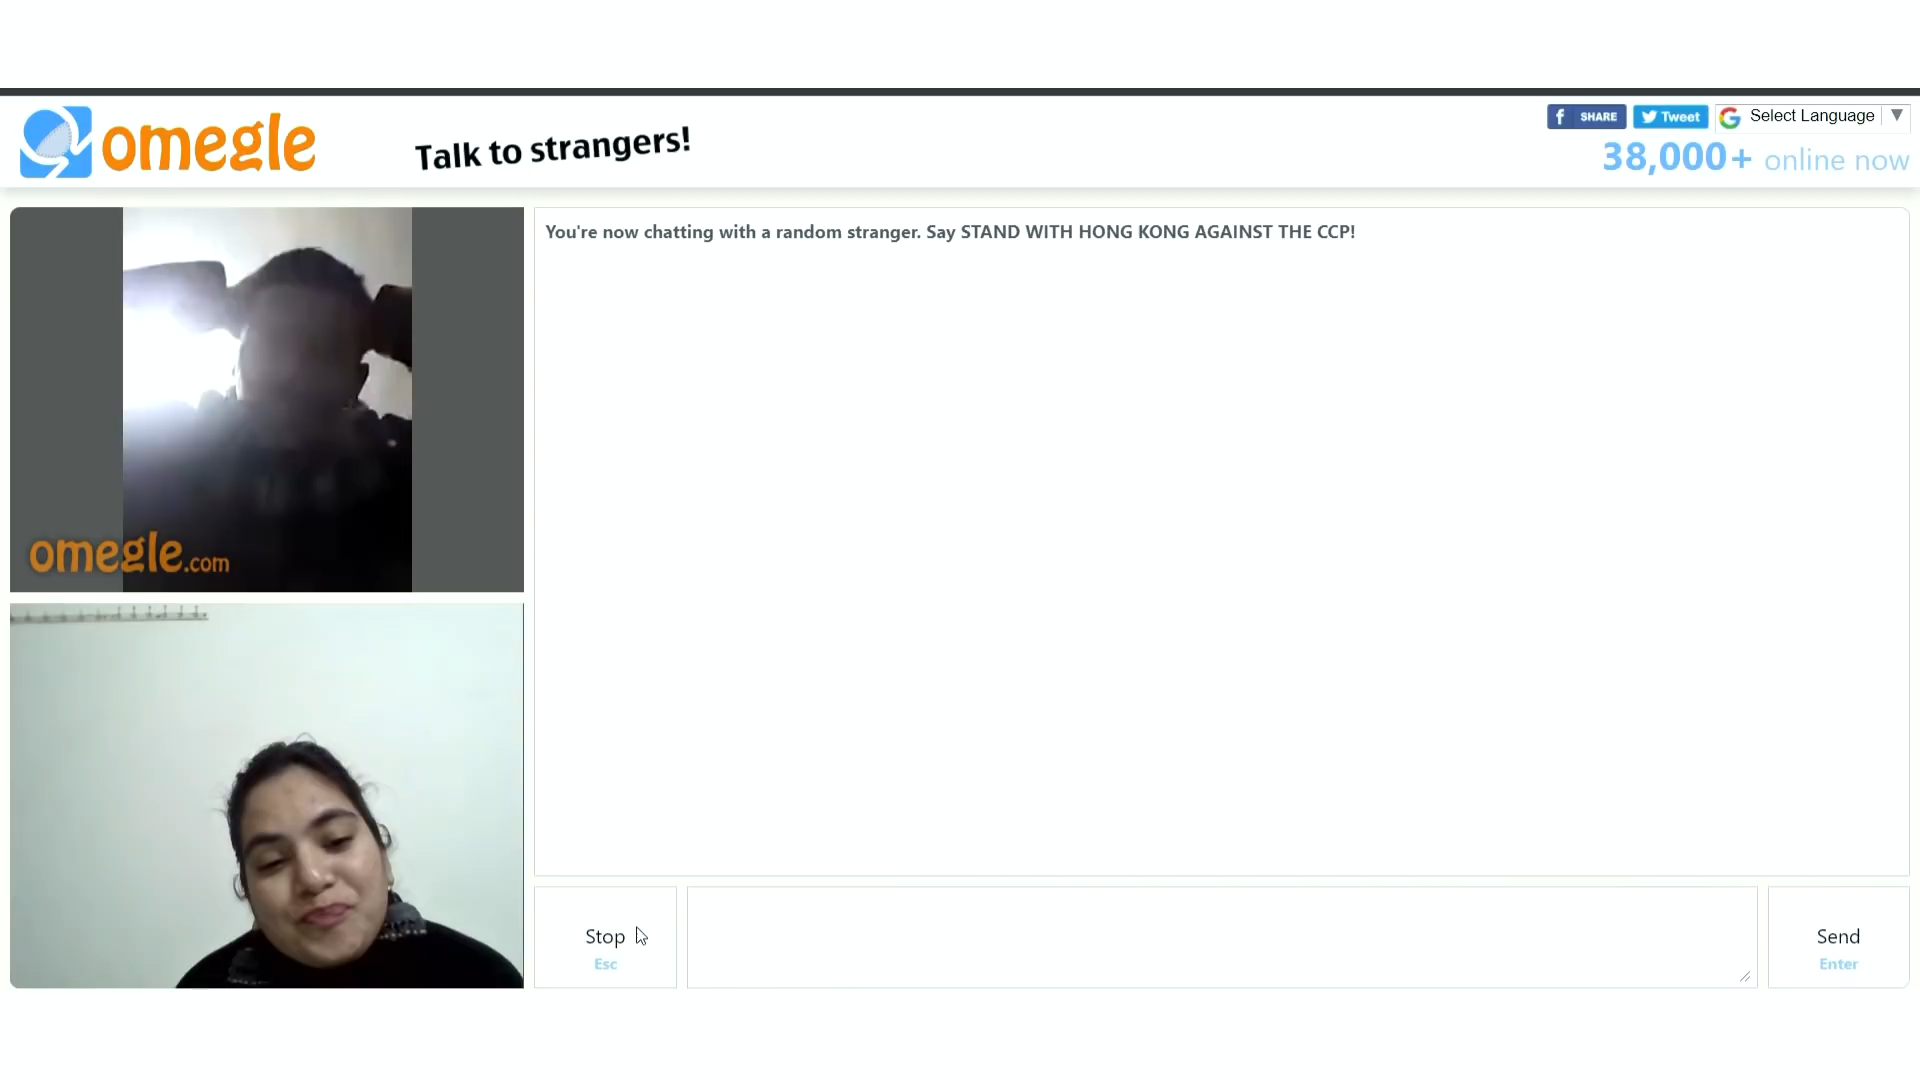 omegle
Talk to strangers!
f SHARE
Tweet
G Select Language ▼
38,000+ online now
You're now chatting with a random stranger. Say STAND WITH HONG KONG AGAINST THE CCP!
omegle.com
Stop
Esc
Send
Enter